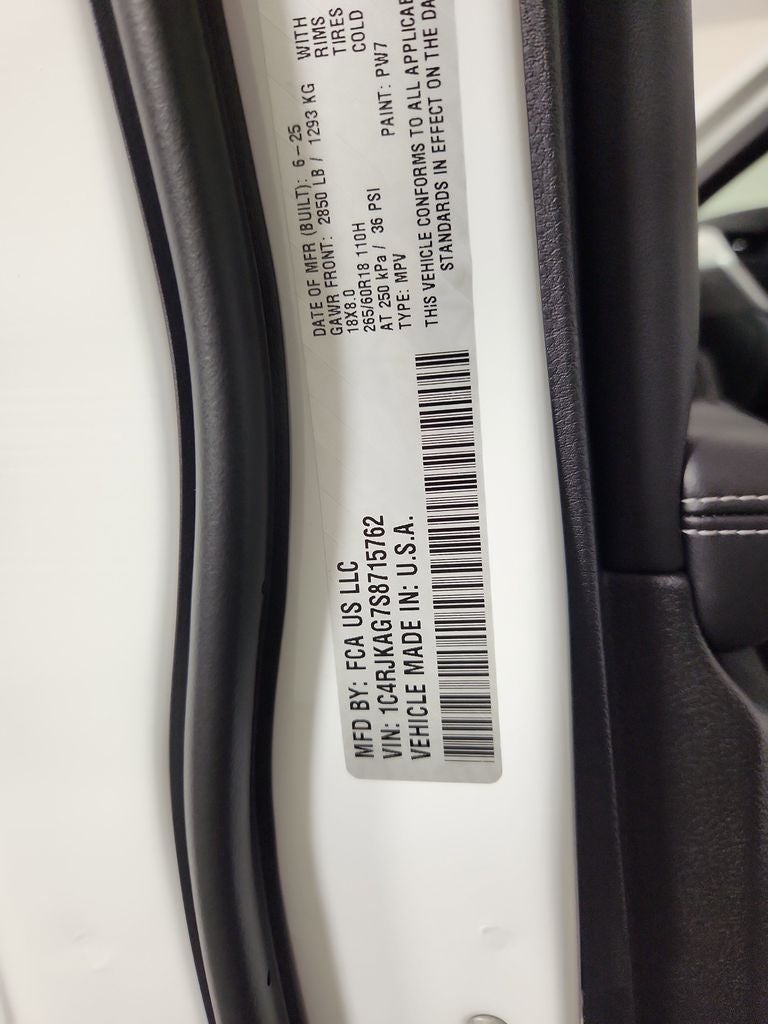 MFD BY: FCA US LLC
VIN: 1C4RJKAG7S8715762
VEHICLE MADE IN: U.S.A.
DATE OF MFR (BUILT): 6-25
GAWR FRONT: 2850 LB / 1293 KG WITH
18X8.0 RIMS
265/60R18 110H TIRES
AT 250 kPa / 36 PSI COLD
TYPE: MPV PAINT: PW7
THIS VEHICLE CONFORMS TO ALL APPLICAB
STANDARDS IN EFFECT ON THE DA